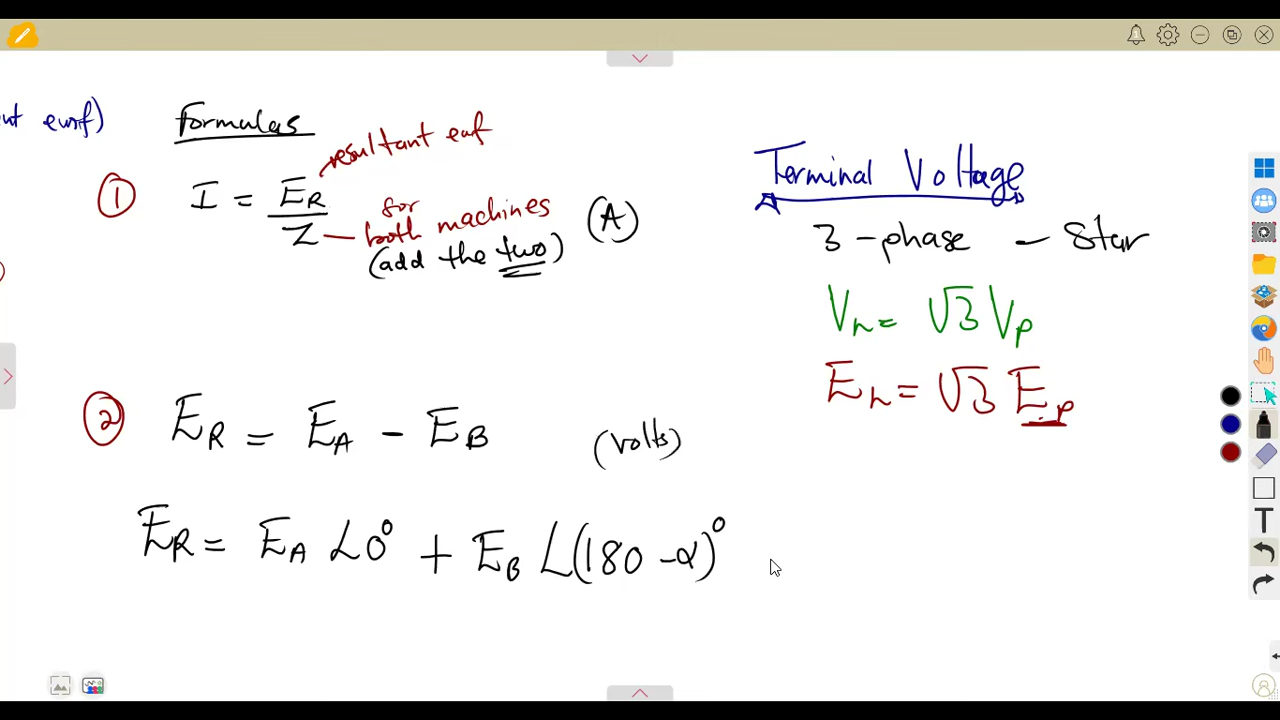 nt emf)
Formulas
resultant emf
① I = E_R / Z
for
both machines
(add the two)
(A)
② E_R = E_A - E_B (volts)
E_R = E_A ∠0° + E_B ∠(180 - α)°
Terminal Voltage
3-phase - Star
V_L = √3 V_P
E_L = √3 E_P
T